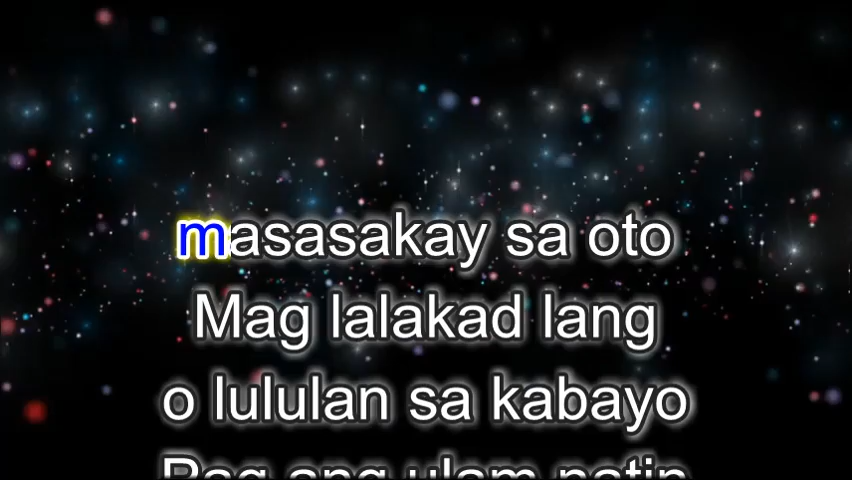 masasakay sa oto
Mag lalakad lang
o lululan sa kabayo
Pag ang ulam natin